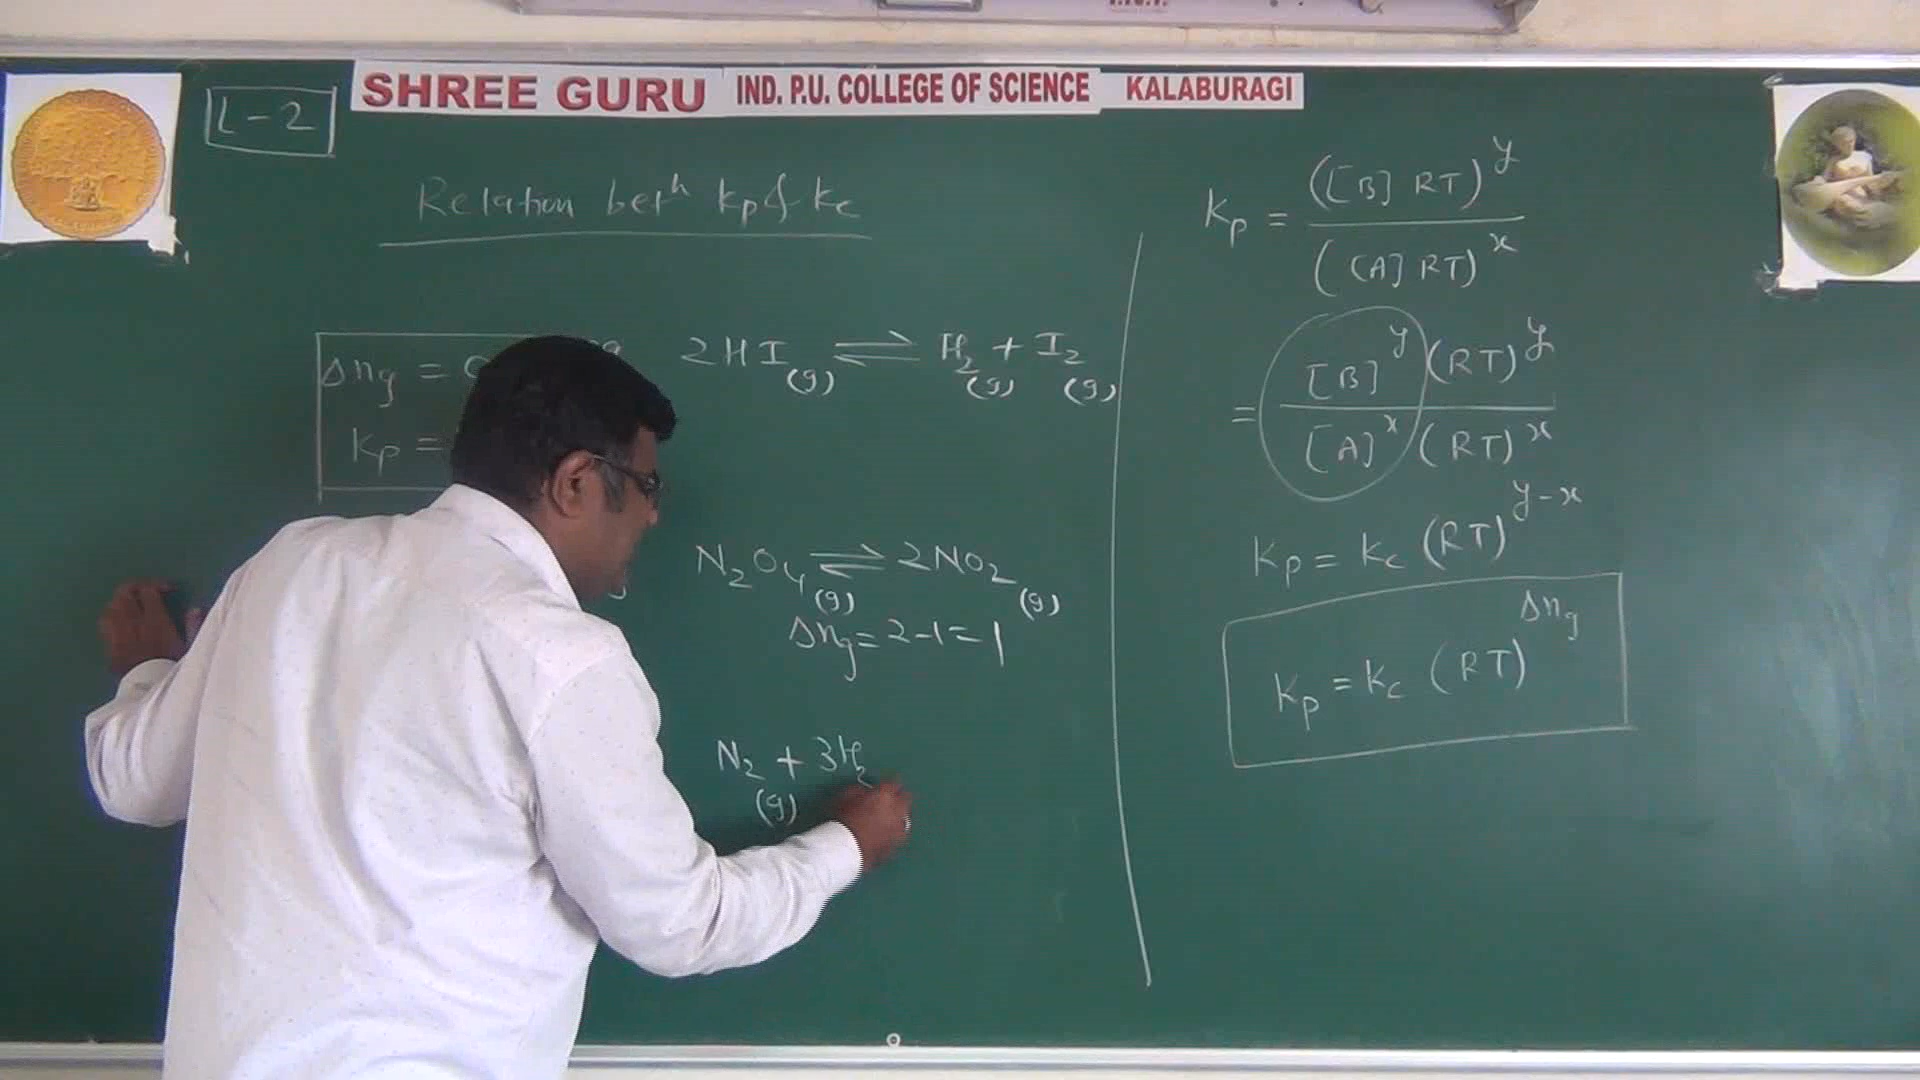 SHREE GURU IND. P.U. COLLEGE OF SCIENCE KALABURAGI
L-2
Relation betⁿ Kp & Kc
Δng =
Kp =
2HI(g) ⇌ H₂(g) + I₂(g)
N₂O₄(g) ⇌ 2NO₂(g)
Δng = 2-1 = 1
N₂(g) + 3H₂
Kp = ([B] RT)^y / ([A] RT)^x
= [B]^y (RT)^y / [A]^x (RT)^x
Kp = Kc (RT)^y-x
Kp = Kc (RT)^Δng